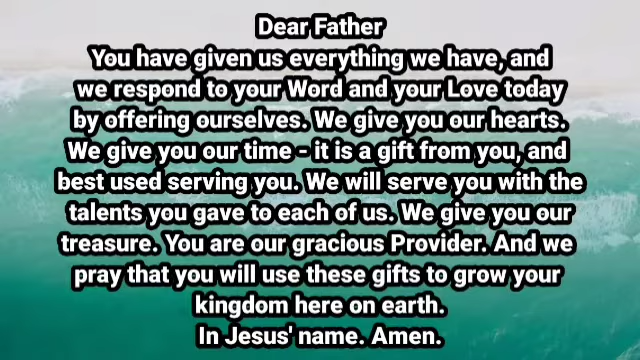 Dear Father
You have given us everything we have, and
we respond to your Word and your Love today
by offering ourselves. We give you our hearts.
We give you our time - it is a gift from you, and
best used serving you. We will serve you with the
talents you gave to each of us. We give you our
treasure. You are our gracious Provider. And we
pray that you will use these gifts to grow your
kingdom here on earth.
In Jesus' name. Amen.